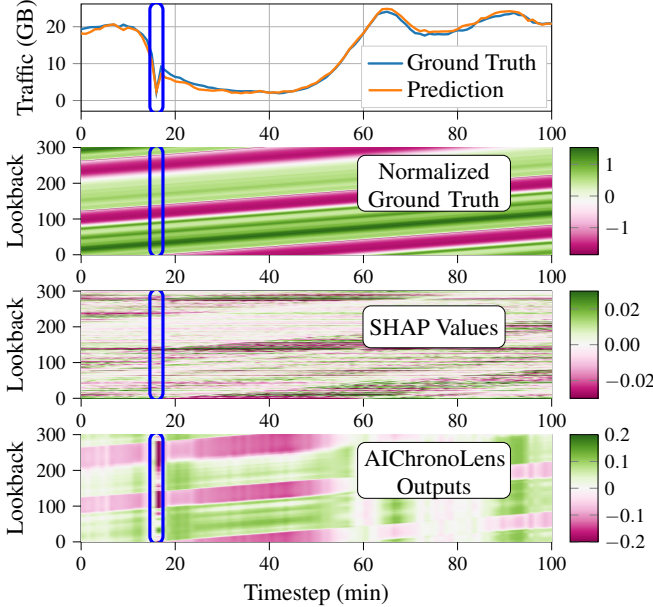 Traffic (GB)
20
10
0
Ground Truth
Prediction
0 20 40 60 80 100
Lookback
300
200
100
0
Normalized
Ground Truth
1
0
−1
0 20 40 60 80 100
Lookback
300
200
100
0
SHAP Values
0.02
0.00
−0.02
0 20 40 60 80 100
Lookback
300
200
100
0
AIChronoLens
Outputs
0.2
0.1
0
−0.1
−0.2
0 20 40 60 80 100
Timestep (min)